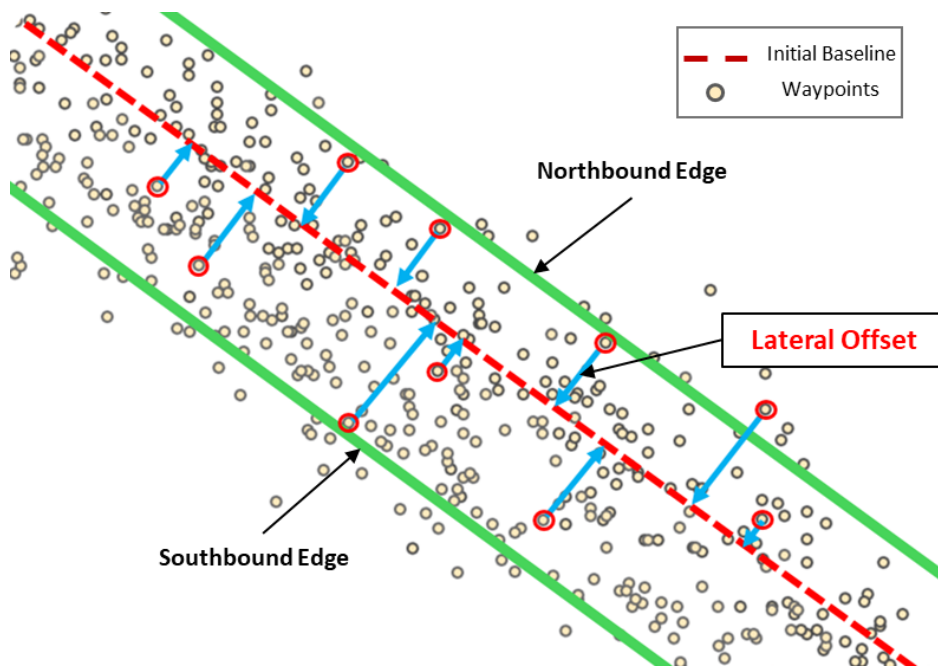 Initial Baseline
Waypoints
Northbound Edge
Lateral Offset
Southbound Edge